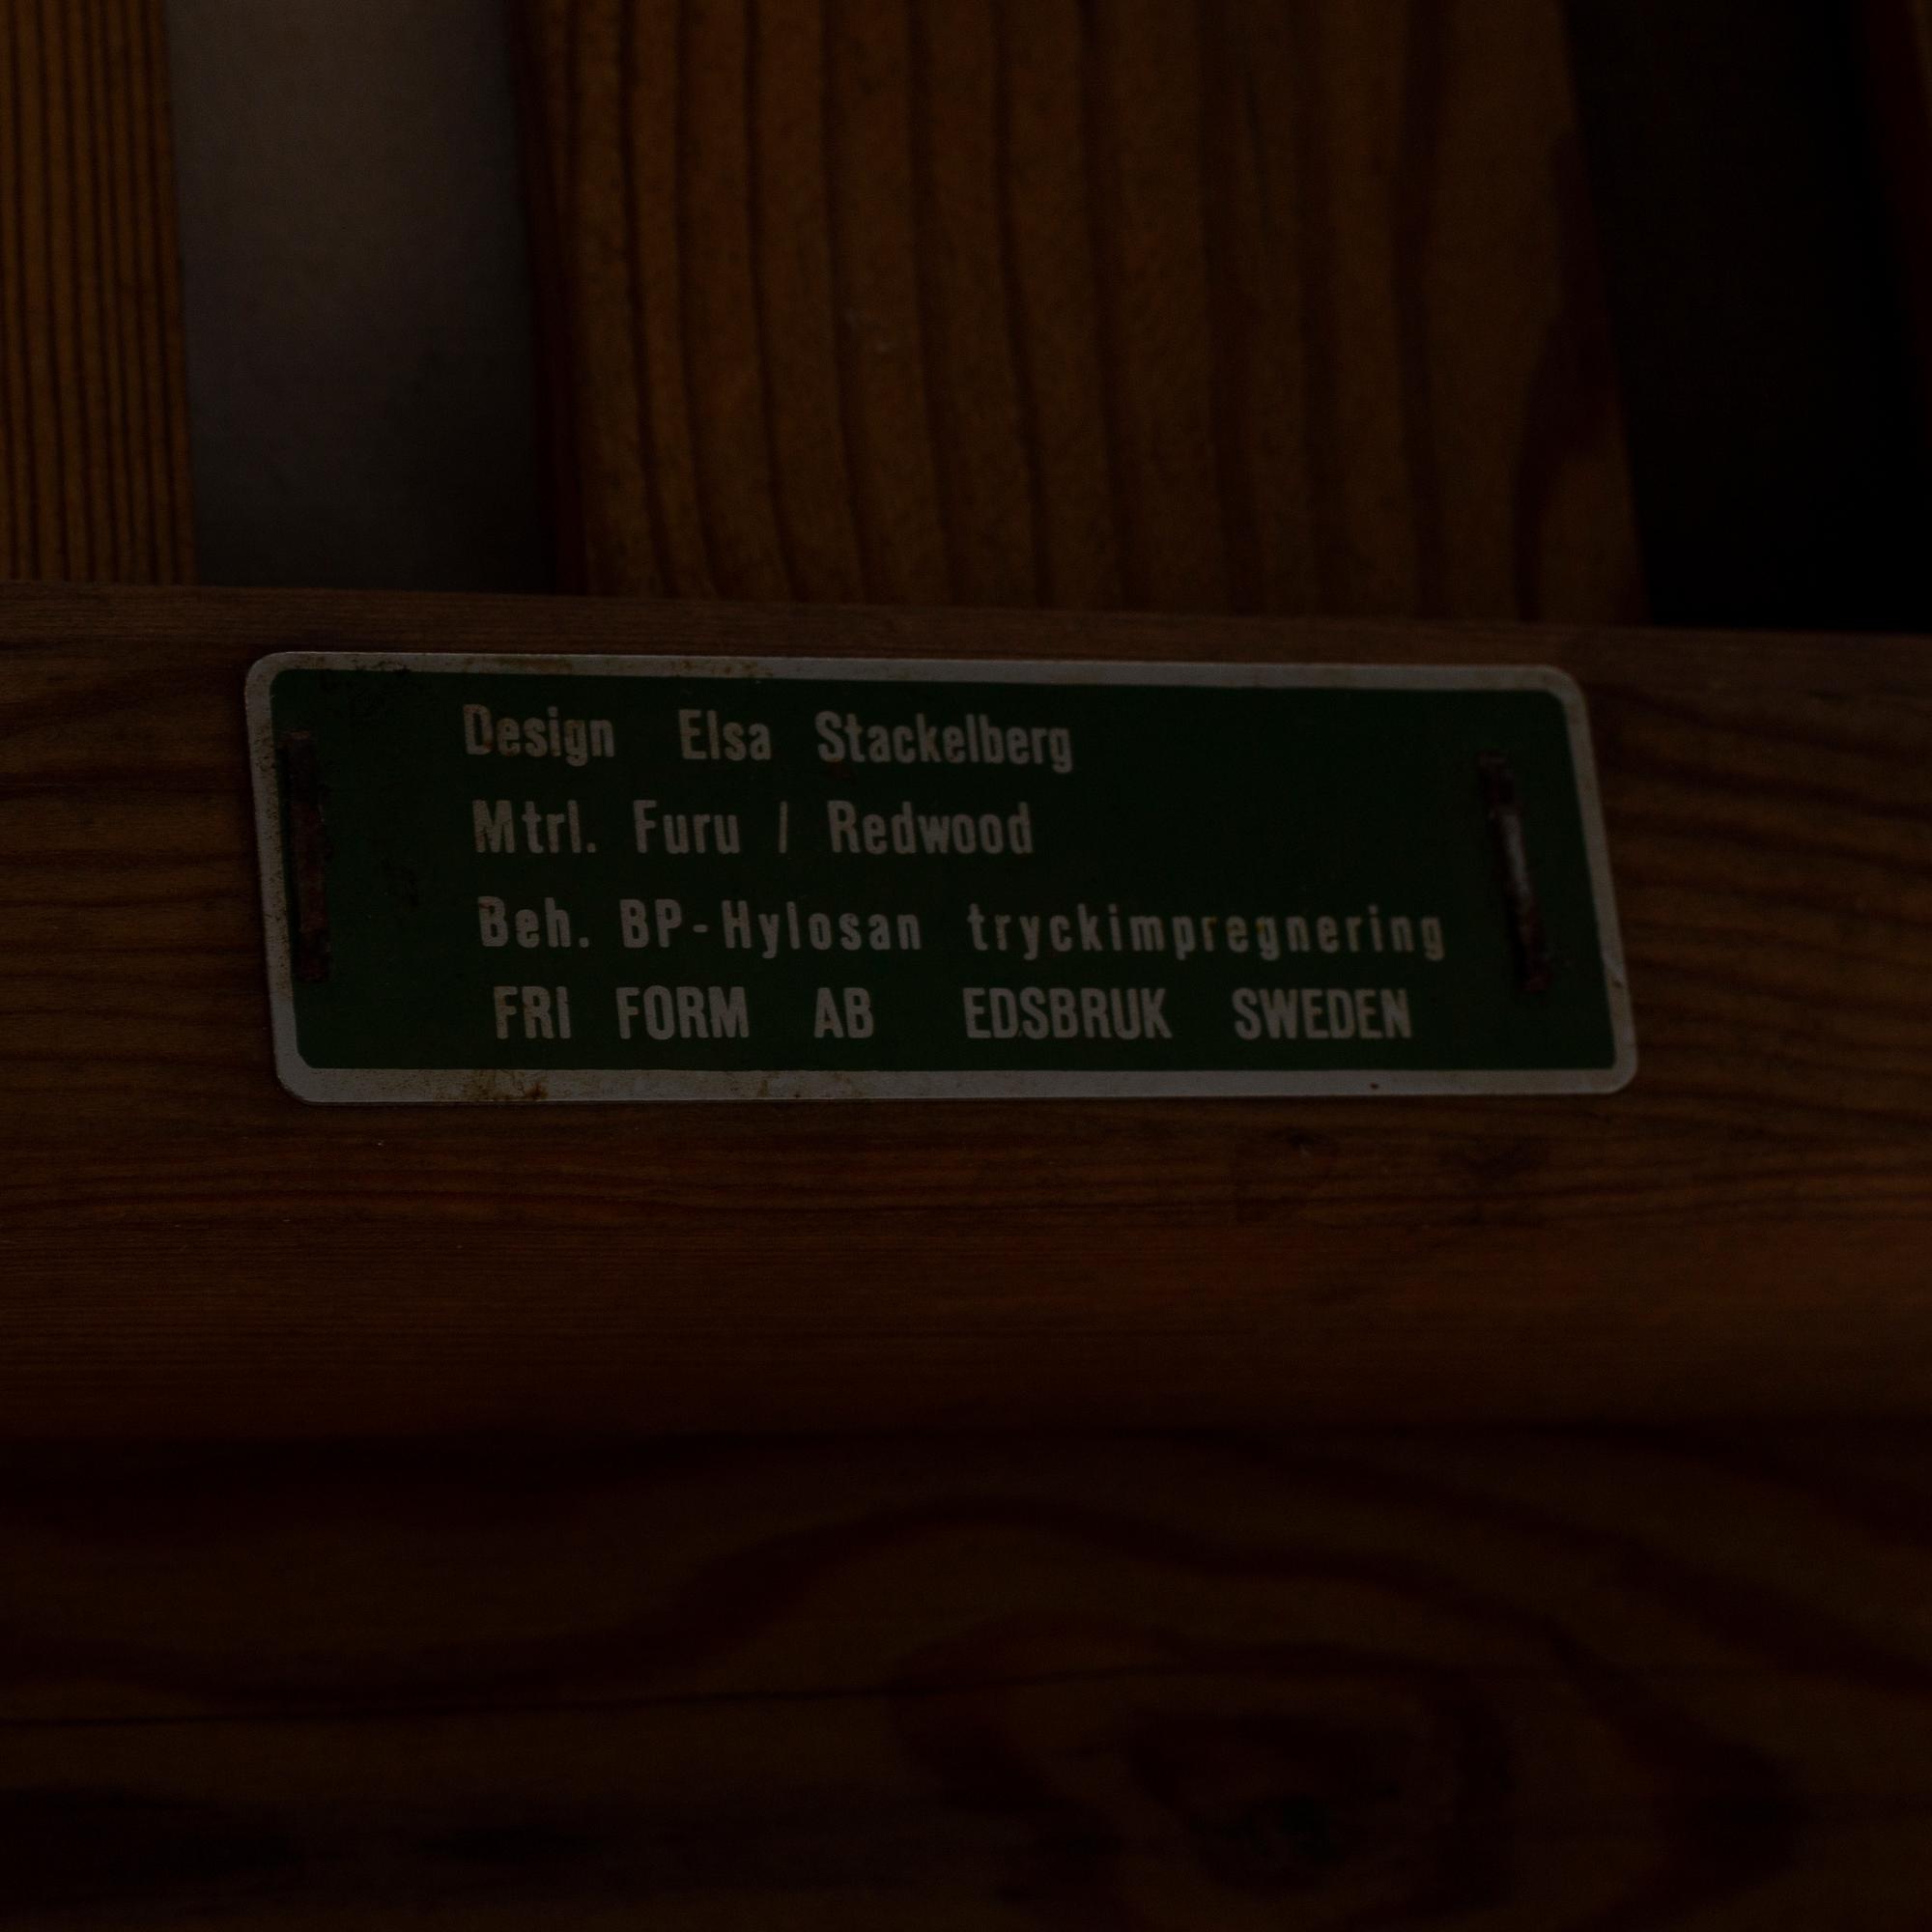 Design Elsa Stackelberg
Mtrl. Furu / Redwood
Beh. BP-Hylosan tryckimpregnering
FRI FORM AB EDSBRUK SWEDEN